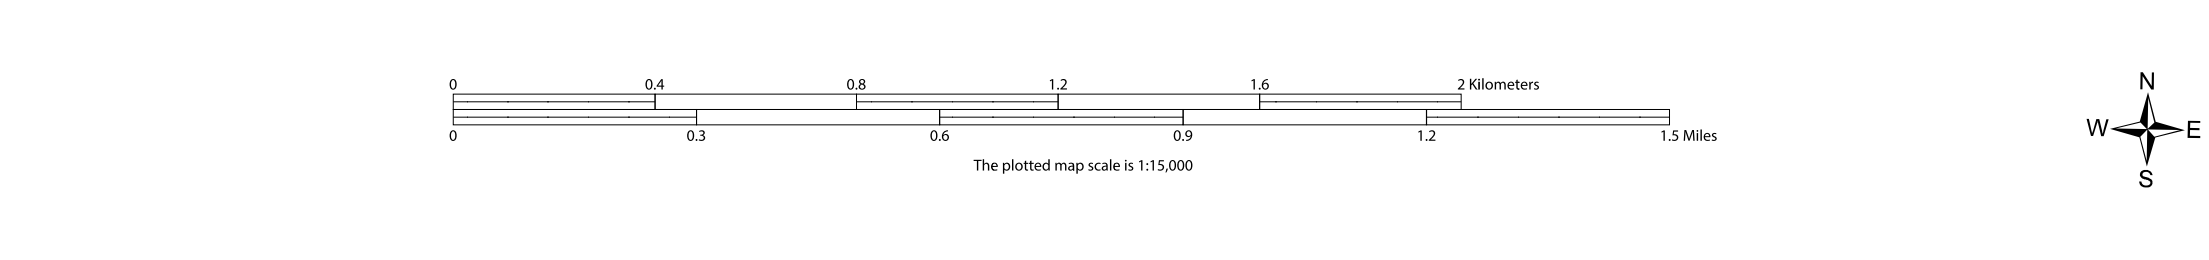 0 0.4 0.8 1.2 1.6 2 Kilometers
0 0.3 0.6 0.9 1.2 1.5 Miles
The plotted map scale is 1:15,000
N
W E
S